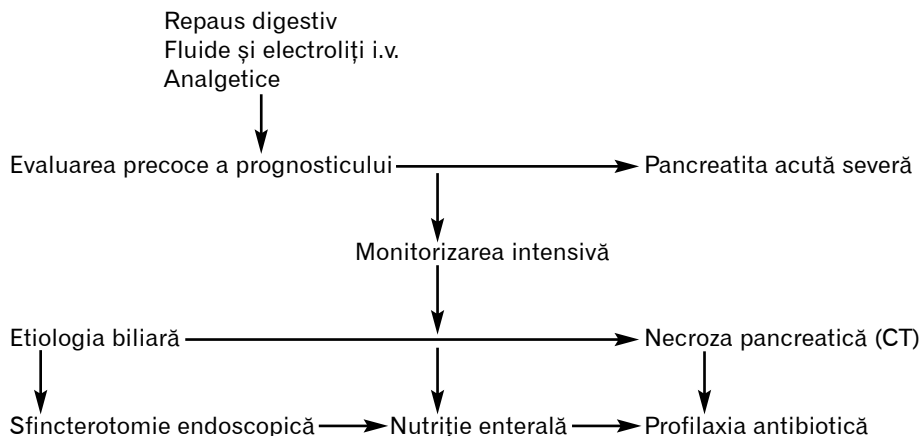 Repaus digestiv
Fluide și electroliți i.v.
Analgetice
Evaluarea precoce a prognosticului
Pancreatita acută severă
Monitorizarea intensivă
Etiologia biliară
Necroza pancreatică (CT)
Sfincterotomie endoscopică
Nutriție enterală
Profilaxia antibiotică